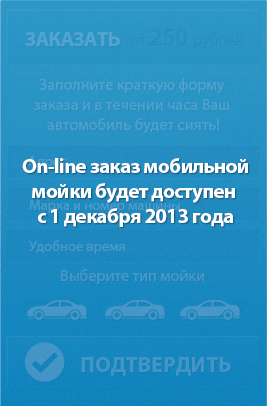 ЗАКАЗАТЬ от 250 рублей
Заполните краткую форму
заказа и в течении часа Ваш
автомобиль будет сиять!
On-line заказ мобильной
мойки будет доступен
Марка и номер машины
с 1 декабря 2013 года
Удобное время
Выберите тип мойки
ПОДТВЕРДИТЬ